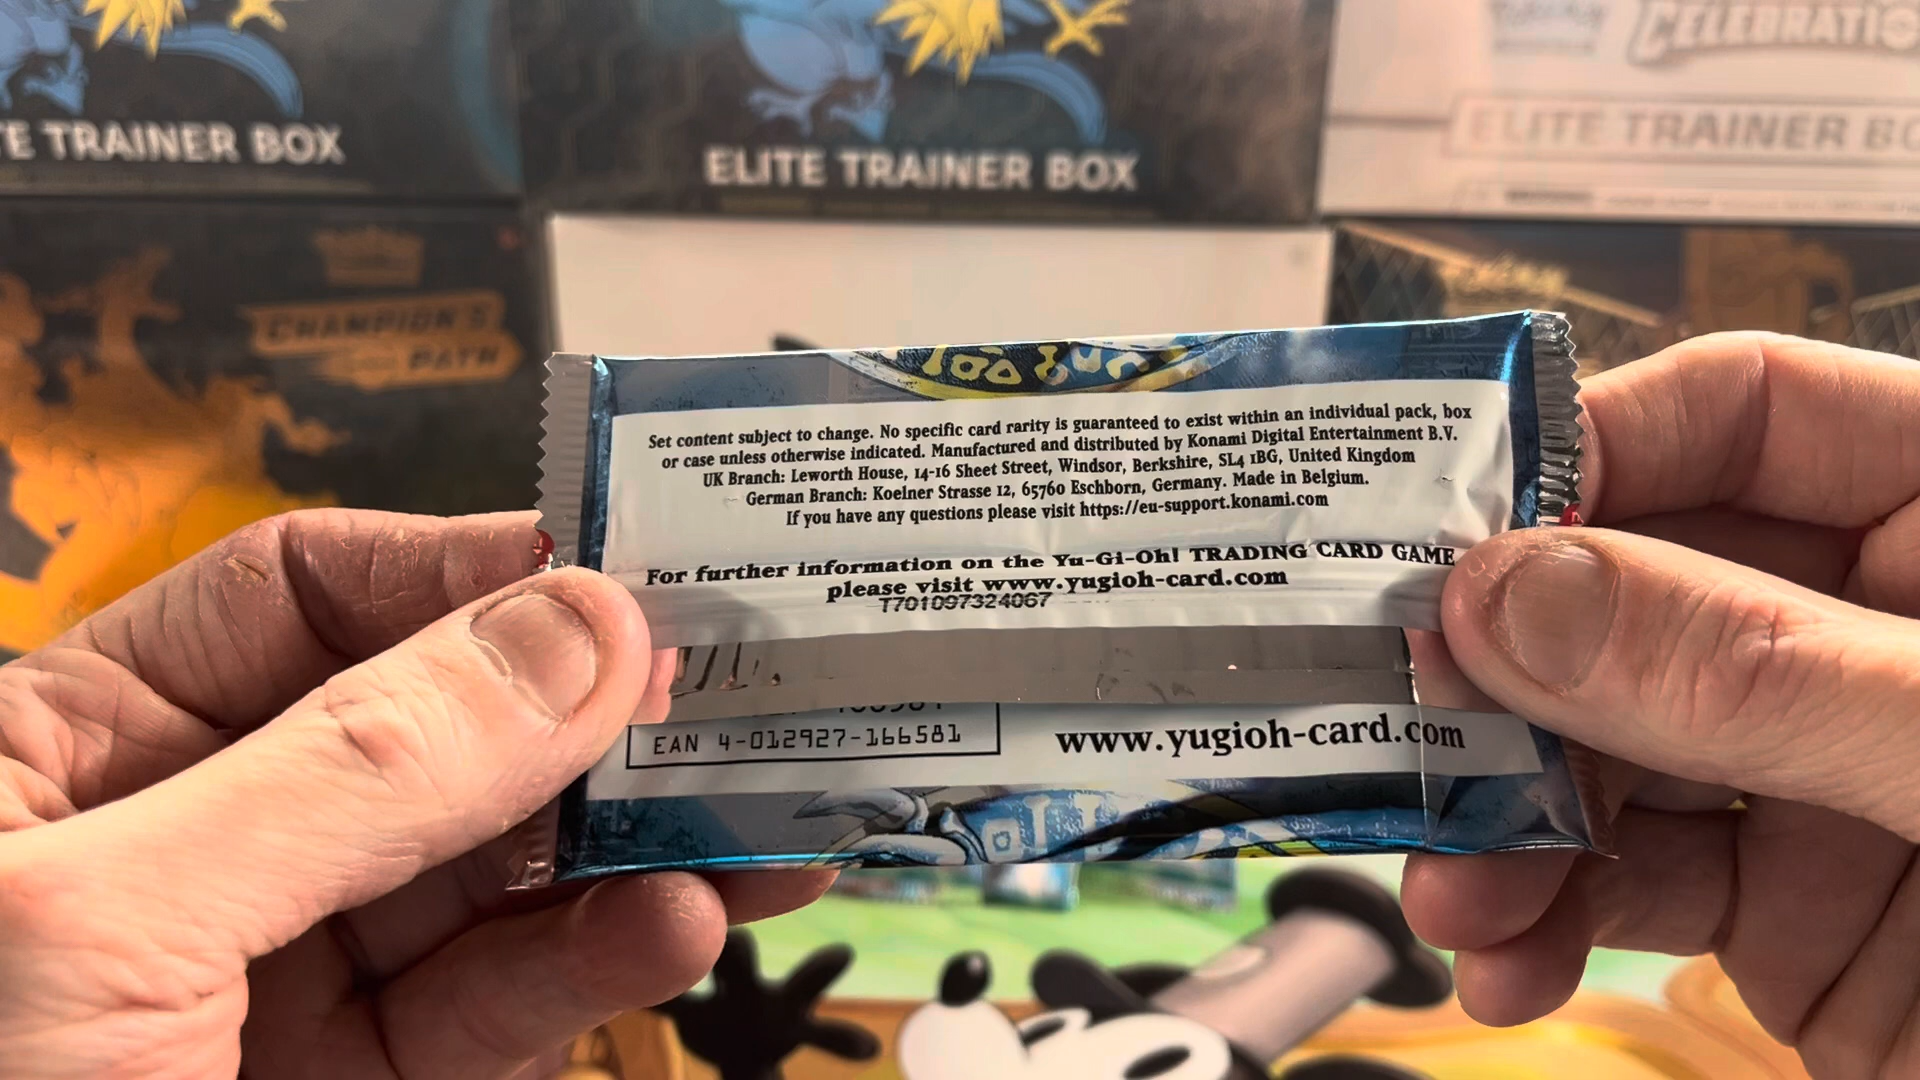 TE TRAINER BOX
ELITE TRAINER BOX
CELEBRATIO
ELITE TRAINER BO
CHAMPION'S
PATH
Set content subject to change. No specific card rarity is guaranteed to exist within an individual pack, box
or case unless otherwise indicated. Manufactured and distributed by Konami Digital Entertainment B.V.
UK Branch: Leworth House, 14-16 Sheet Street, Windsor, Berkshire, SL4 1BG, United Kingdom
German Branch: Koelner Strasse 12, 65760 Eschborn, Germany. Made in Belgium.
If you have any questions please visit https://eu-support.konami.com
For further information on the Yu-Gi-Oh! TRADING CARD GAME
please visit www.yugioh-card.com
T701097324067
EAN 4-012927-166581
www.yugioh-card.com